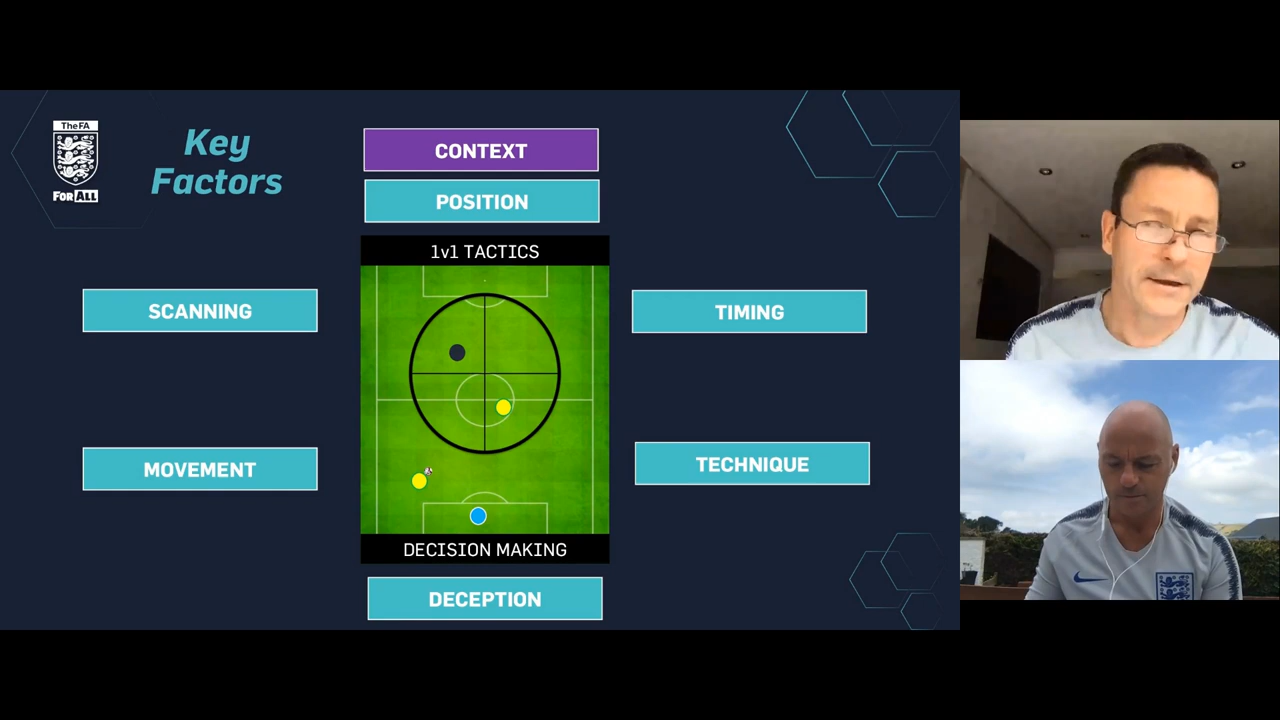 The FA
FOR ALL
Key
Factors
CONTEXT
POSITION
1v1 TACTICS
SCANNING
TIMING
MOVEMENT
TECHNIQUE
DECISION MAKING
DECEPTION